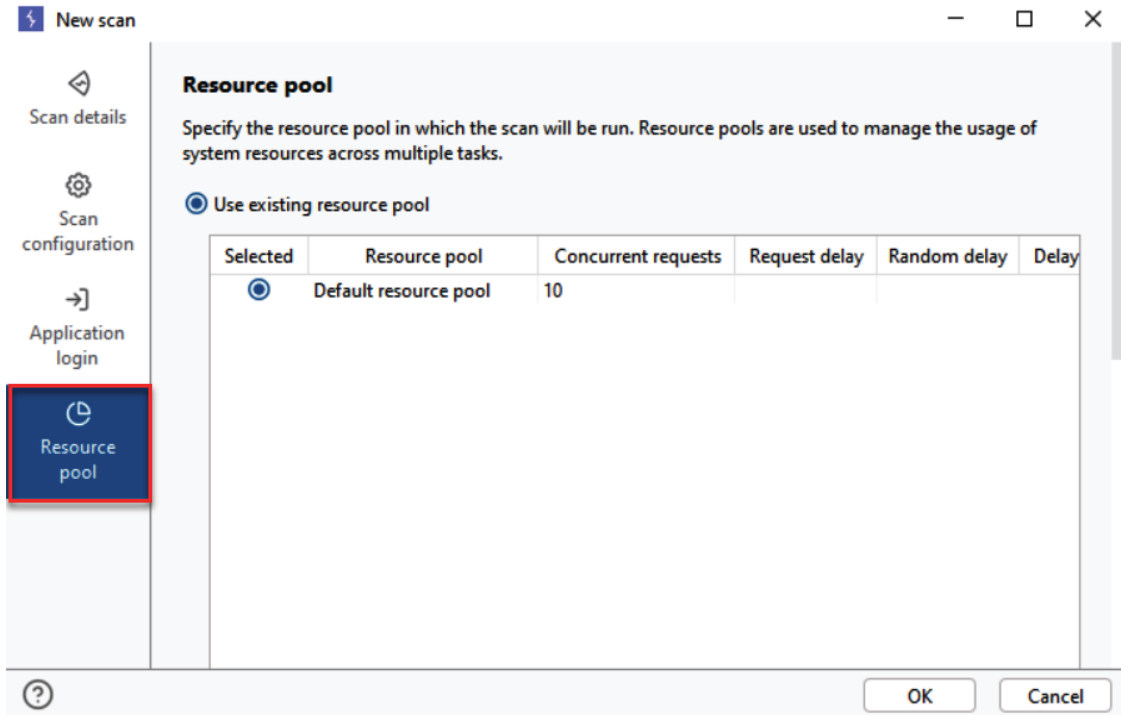 New scan
Scan details
Scan
configuration
Application
login
Resource
pool
Resource pool
Specify the resource pool in which the scan will be run. Resource pools are used to manage the usage of
system resources across multiple tasks.
Use existing resource pool
Selected Resource pool Concurrent requests Request delay Random delay Delay
Default resource pool 10
OK Cancel